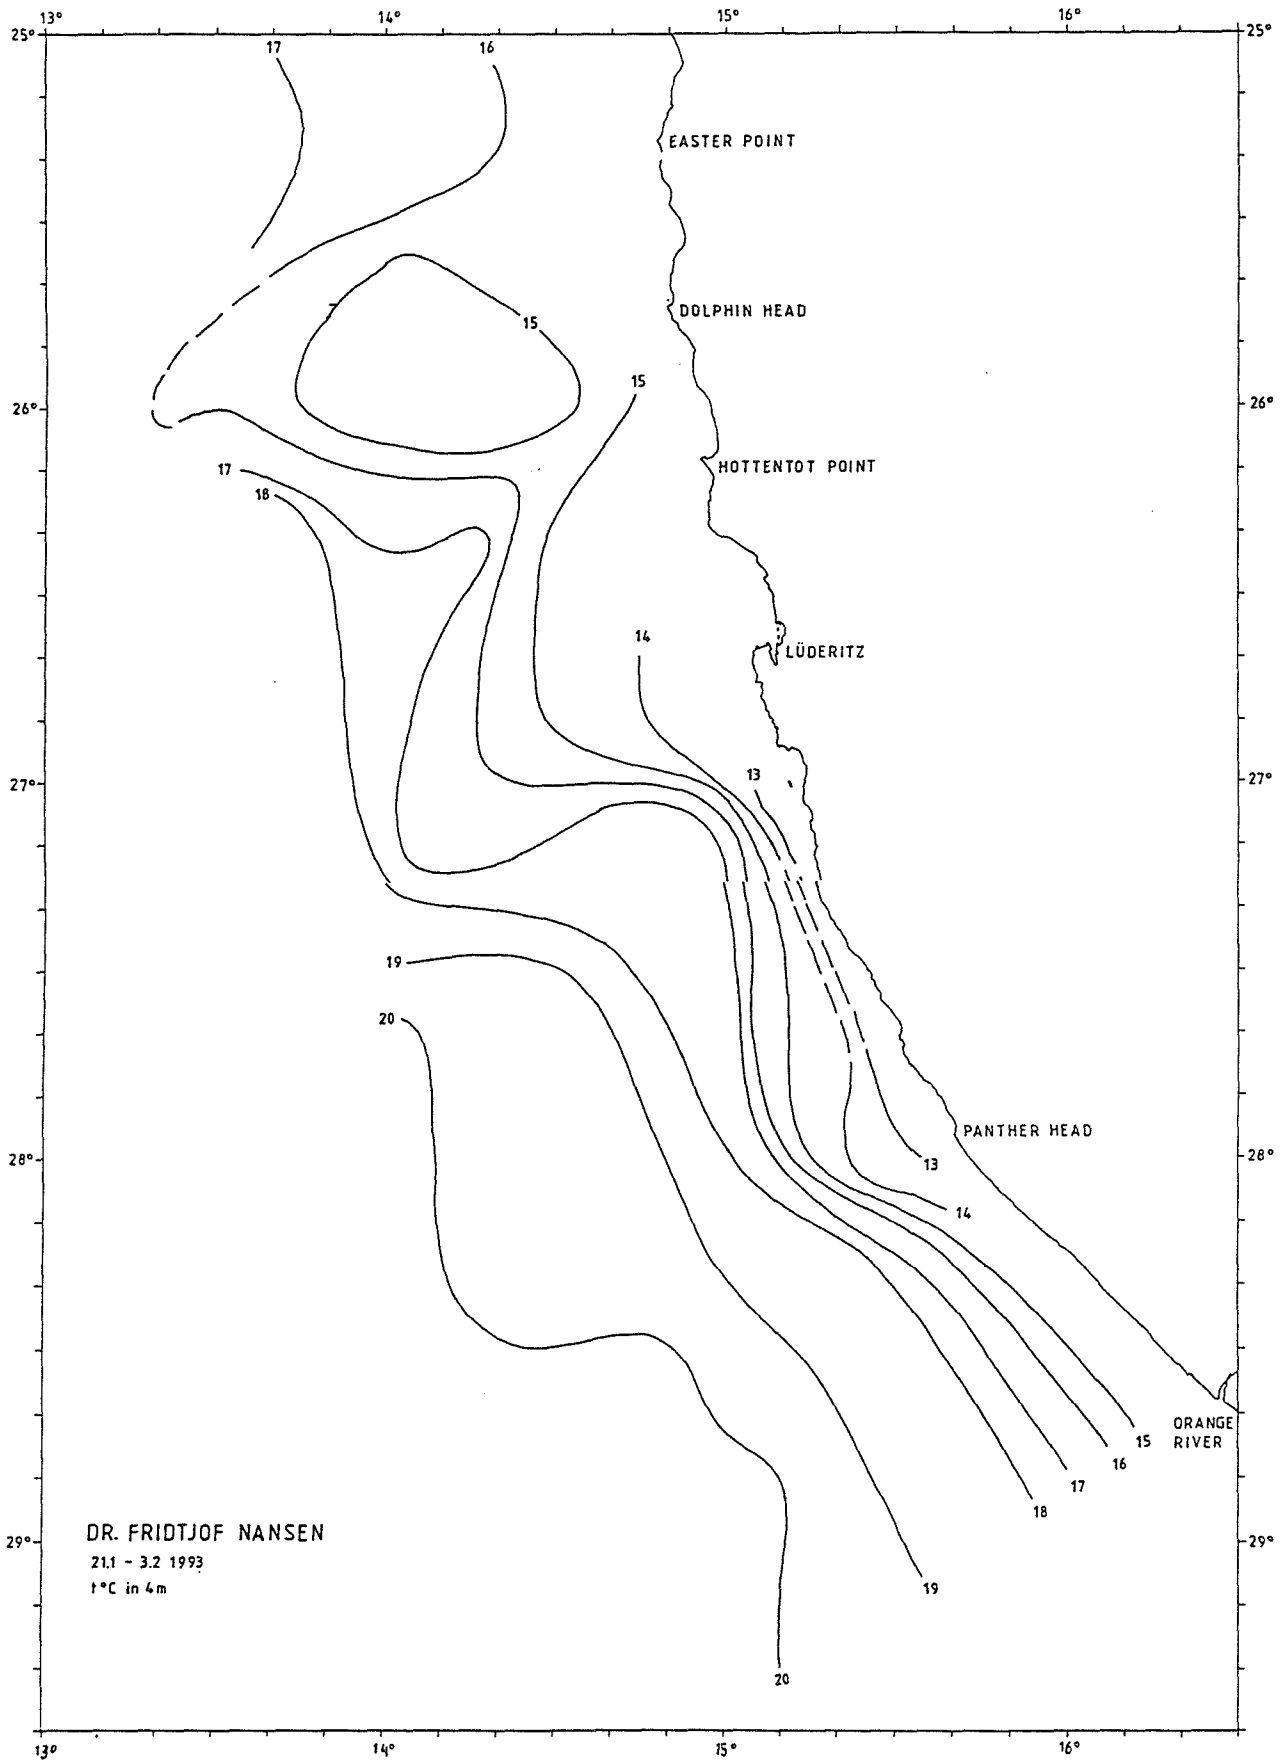 13° 14° 15° 16°
25° 25°
17 16
EASTER POINT
DOLPHIN HEAD
15
15
26° 26°
HOTTENTOT POINT
17
18
14
LÜDERITZ
13
27° 27°
19
20
PANTHER HEAD
28° 28°
13
14
ORANGE
RIVER
15
16
17
18
DR. FRIDTJOF NANSEN
21.1 - 3.2 1993
t°C in 4m
29° 29°
19
20
13° 14° 15° 16°